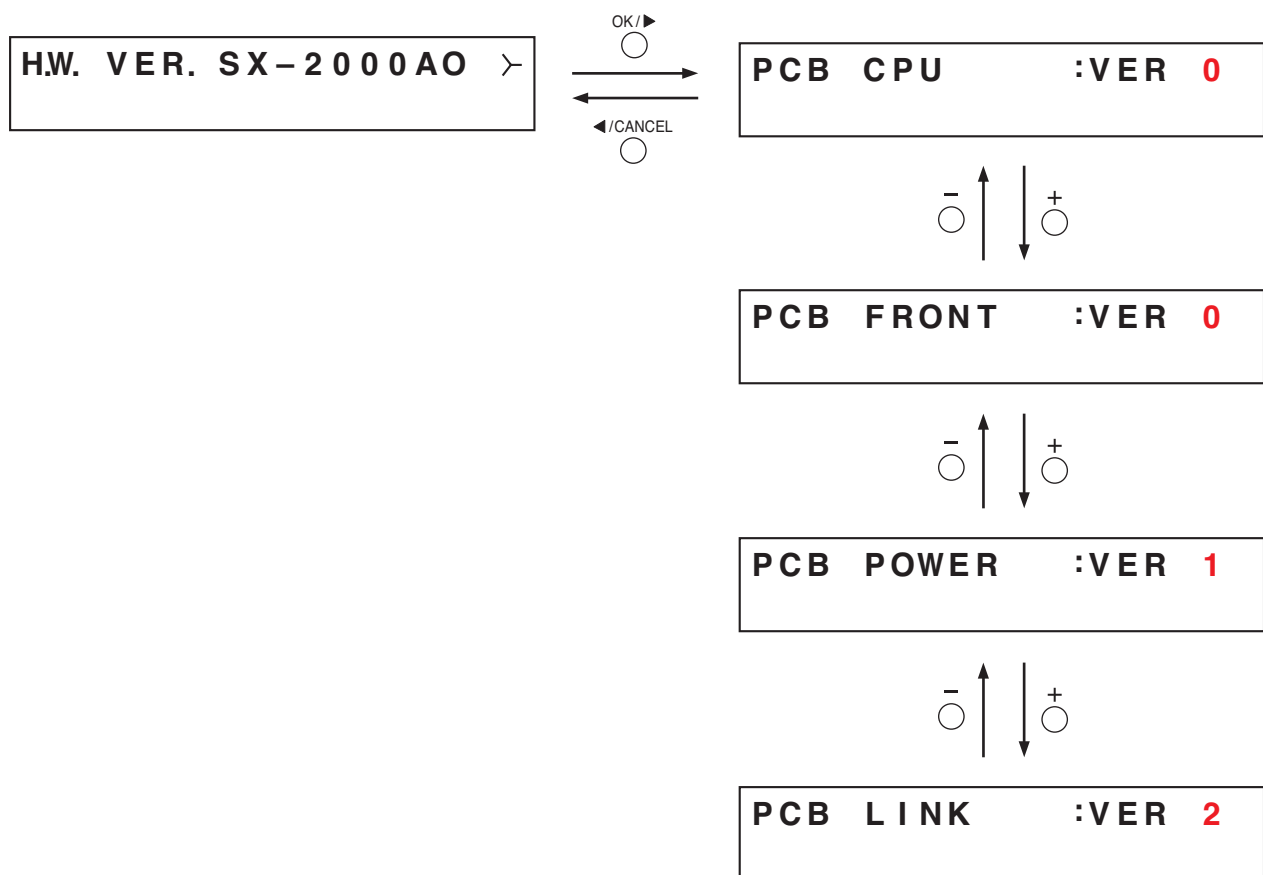 OK/▶
H.W. VER. SX–2000AO >-
PCB CPU :VER 0
◀/CANCEL
− +
PCB FRONT :VER 0
− +
PCB POWER :VER 1
− +
PCB LINK :VER 2